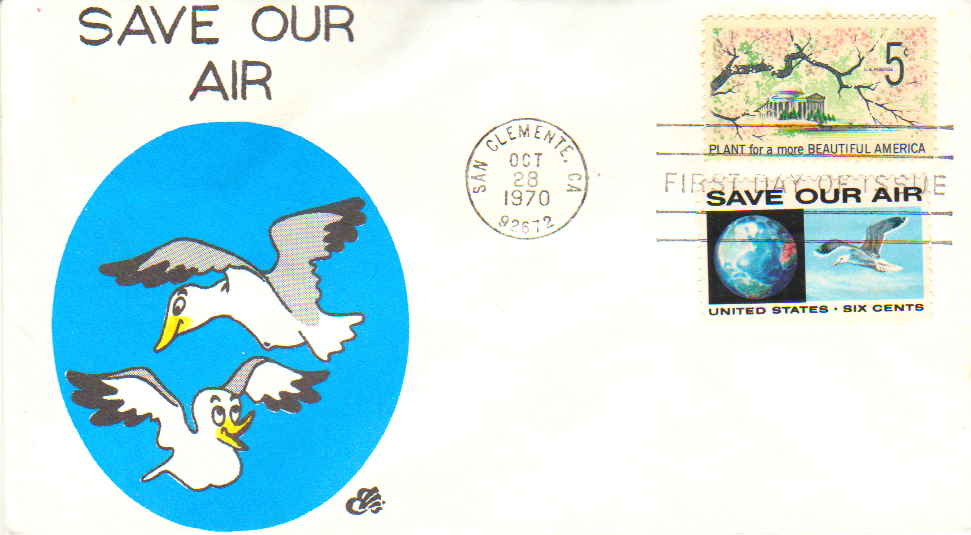 SAVE OUR
AIR
SAN CLEMENTE, CA
OCT
28
1970
92672
5¢
U.S. POSTAGE
PLANT for a more BEAUTIFUL AMERICA
FIRST DAY OF ISSUE
SAVE OUR AIR
UNITED STATES · SIX CENTS